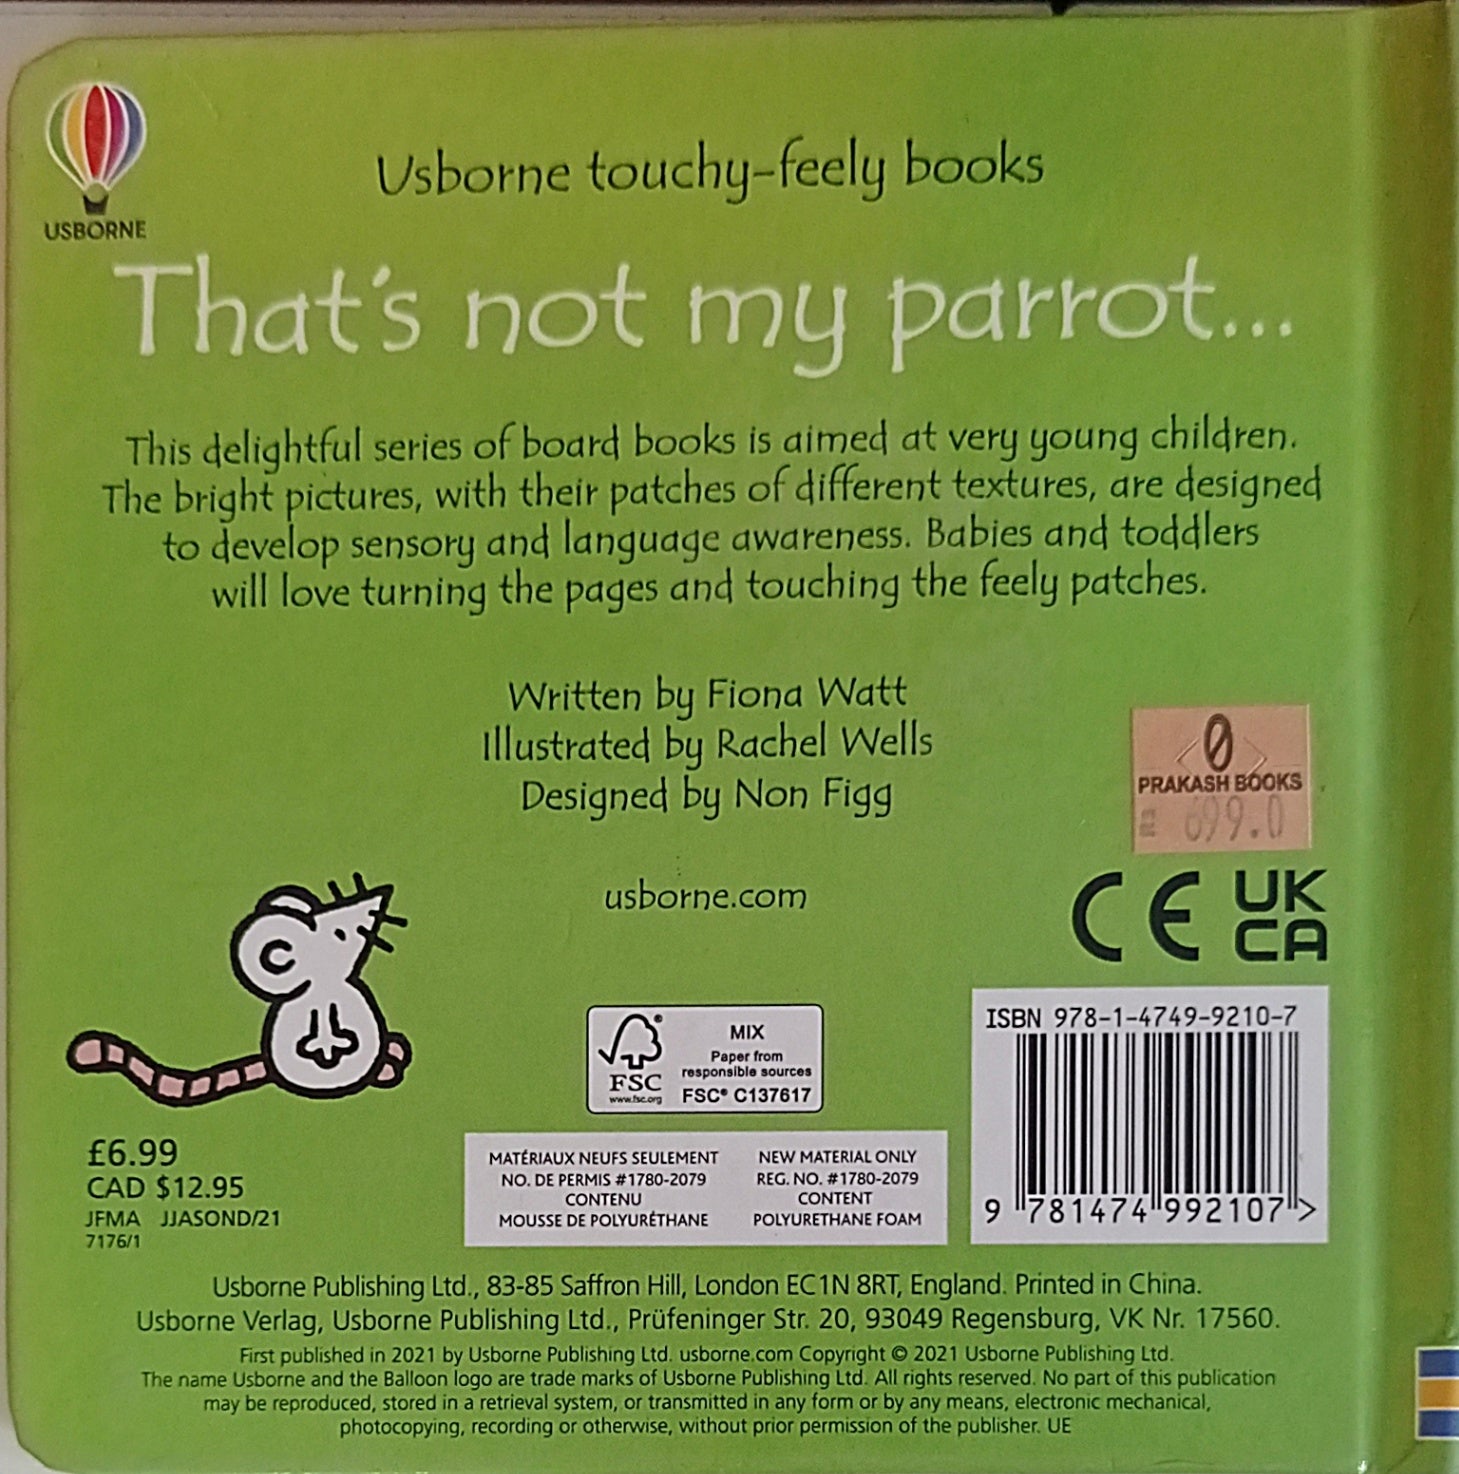 USBORNE
Usborne touchy-feely books
That's not my parrot...
This delightful series of board books is aimed at very young children.
The bright pictures, with their patches of different textures, are designed
to develop sensory and language awareness. Babies and toddlers
will love turning the pages and touching the feely patches.
Written by Fiona Watt
Illustrated by Rachel Wells
Designed by Non Figg
PRAKASH BOOKS
699.0
usborne.com
CE
UK
CA
FSC
www.fsc.org
MIX
Paper from
responsible sources
FSC® C137617
ISBN 978-1-4749-9210-7
9 781474 992107 >
£6.99
CAD $12.95
JFMA JJASOND/21
7176/1
MATÉRIAUX NEUFS SEULEMENT
NO. DE PERMIS #1780-2079
CONTENU
MOUSSE DE POLYURÉTHANE
NEW MATERIAL ONLY
REG. NO. #1780-2079
CONTENT
POLYURETHANE FOAM
Usborne Publishing Ltd., 83-85 Saffron Hill, London EC1N 8RT, England. Printed in China.
Usborne Verlag, Usborne Publishing Ltd., Prüfeninger Str. 20, 93049 Regensburg, VK Nr. 17560.
First published in 2021 by Usborne Publishing Ltd. usborne.com Copyright © 2021 Usborne Publishing Ltd.
The name Usborne and the Balloon logo are trade marks of Usborne Publishing Ltd. All rights reserved. No part of this publication
may be reproduced, stored in a retrieval system, or transmitted in any form or by any means, electronic mechanical,
photocopying, recording or otherwise, without prior permission of the publisher. UE